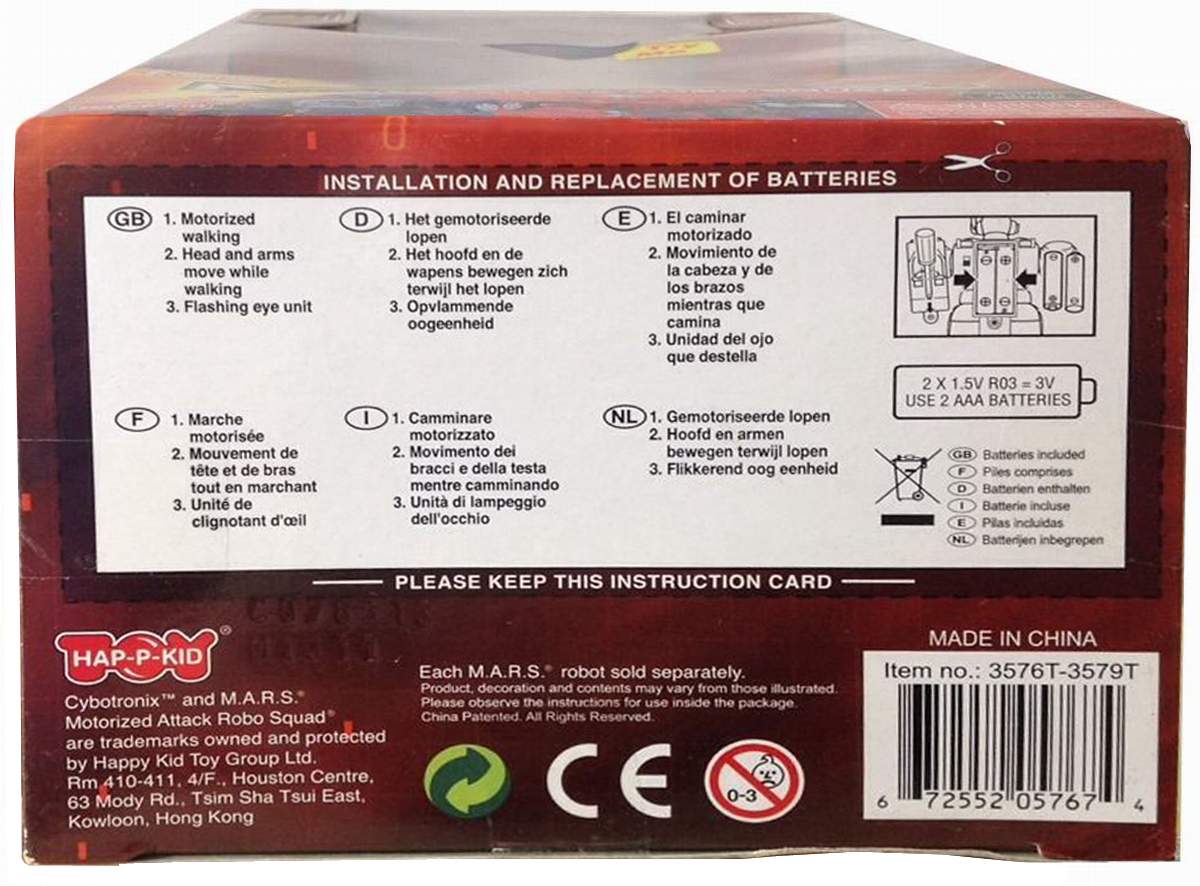 INSTALLATION AND REPLACEMENT OF BATTERIES
GB 1. Motorized
walking
2. Head and arms
move while
walking
3. Flashing eye unit
D 1. Het gemotoriseerde
lopen
2. Het hoofd en de
wapens bewegen zich
terwijl het lopen
3. Opvlammende
oogeenheid
E 1. El caminar
motorizado
2. Movimiento de
la cabeza y de
los brazos
mientras que
camina
3. Unidad del ojo
que destella
F 1. Marche
motorisée
2. Mouvement de
tête et de bras
tout en marchant
3. Unité de
clignotant d'œil
I 1. Camminare
motorizzato
2. Movimento dei
bracci e della testa
mentre camminando
3. Unità di lampeggio
dell'occhio
NL 1. Gemotoriseerde lopen
2. Hoofd en armen
bewegen terwijl lopen
3. Flikkerend oog eenheid
2 X 1.5V R03 = 3V
USE 2 AAA BATTERIES
GB Batteries included
F Piles comprises
D Batterien enthalten
I Batterie incluse
E Pilas incluidas
NL Batterijen inbegrepen
PLEASE KEEP THIS INSTRUCTION CARD
TOY
HAP-P-KID®
Cybotronix™ and M.A.R.S.®
Motorized Attack Robo Squad®
are trademarks owned and protected
by Happy Kid Toy Group Ltd.
Rm 410-411, 4/F., Houston Centre,
63 Mody Rd., Tsim Sha Tsui East,
Kowloon, Hong Kong
Each M.A.R.S.® robot sold separately.
Product, decoration and contents may vary from those illustrated.
Please observe the instructions for use inside the package.
China Patented. All Rights Reserved.
CE
0-3
MADE IN CHINA
Item no.: 3576T-3579T
6 72552 05767 4